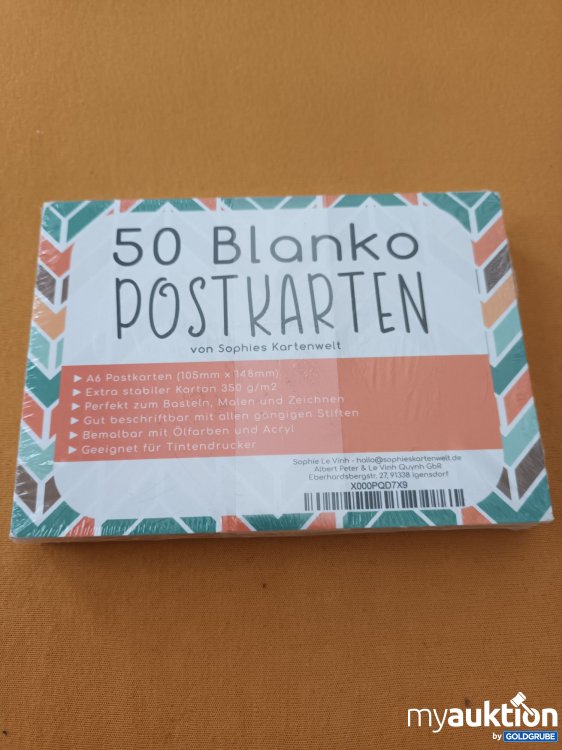 50 Blanko
POSTKARTEN
von Sophies Kartenwelt
▶ A6 Postkarten (105mm x 148mm)
▶ Extra stabiler Karton 350 g/m2
▶ Perfekt zum Basteln, Malen und Zeichnen
▶ Gut beschriftbar mit allen gängigen Stiften
▶ Bemalbar mit Ölfarben und Acryl
▶ Geeignet für Tintendrucker
Sophie Le Vinh - hallo@sophieskartenwelt.de
Albert Peter & Le Vinh Quynh GbR
Eberhardsbergstr. 27, 91338 Igensdorf
X000PQD7X9
myauktion
by GOLDGRUBE